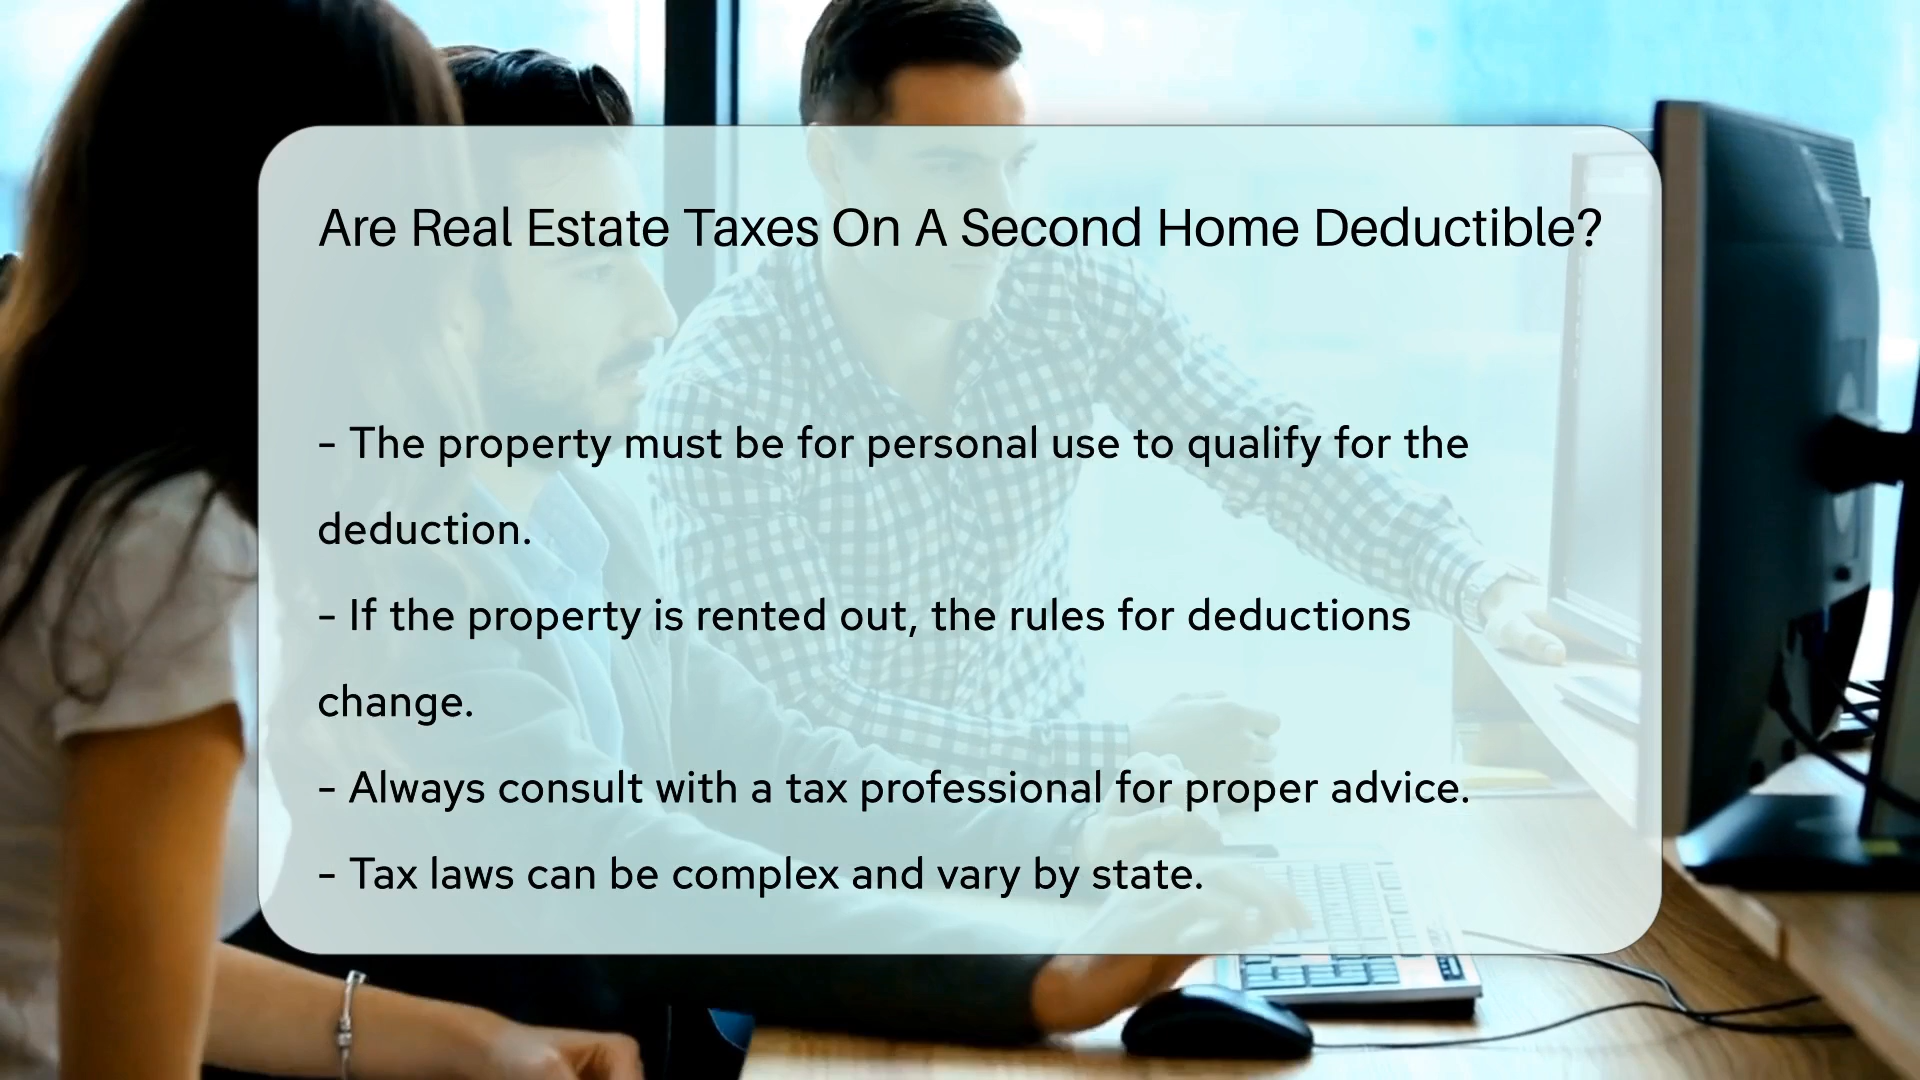 Are Real Estate Taxes On A Second Home Deductible?
- The property must be for personal use to qualify for the
deduction.
- If the property is rented out, the rules for deductions
change.
- Always consult with a tax professional for proper advice.
- Tax laws can be complex and vary by state.